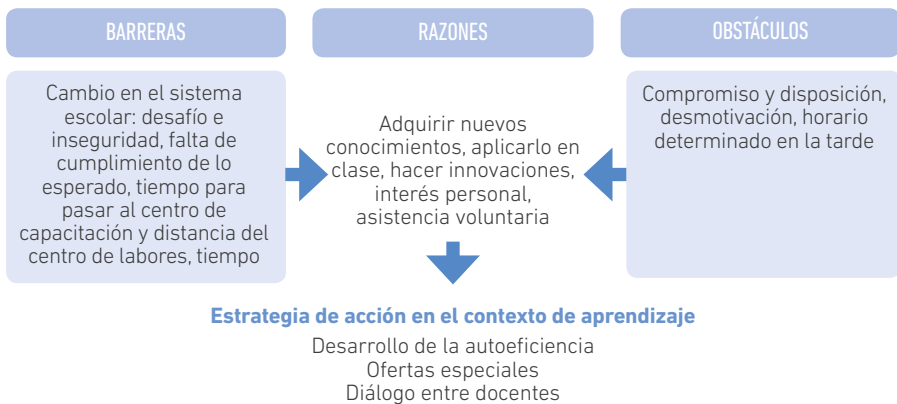 BARRERAS
RAZONES
OBSTÁCULOS
Cambio en el sistema
escolar: desafío e
inseguridad, falta de
cumplimiento de lo
esperado, tiempo para
pasar al centro de
capacitación y distancia del
centro de labores, tiempo
Adquirir nuevos
conocimientos, aplicarlo en
clase, hacer innovaciones,
interés personal,
asistencia voluntaria
Compromiso y disposición,
desmotivación, horario
determinado en la tarde
Estrategia de acción en el contexto de aprendizaje
Desarrollo de la autoeficiencia
Ofertas especiales
Diálogo entre docentes